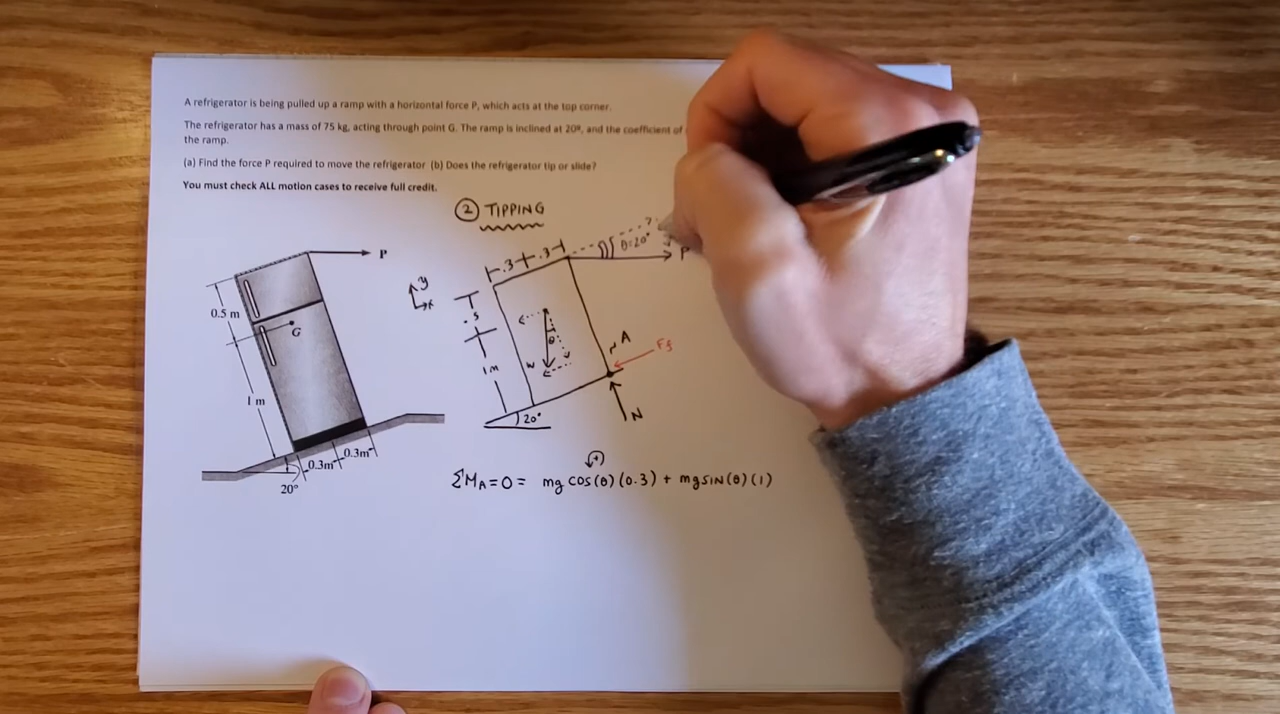 A refrigerator is being pulled up a ramp with a horizontal force P, which acts at the top corner.
The refrigerator has a mass of 75 kg, acting through point G. The ramp is inclined at 20º, and the coefficient of
the ramp.
(a) Find the force P required to move the refrigerator (b) Does the refrigerator tip or slide?
You must check ALL motion cases to receive full credit.
② TIPPING
P
0.5 m
G
1 m
0.3m
0.3m
20°
y
x
.3
.3
θ=20°
P
.5
1m
θ
W
A
Ff
N
20°
(+)
ΣMA=0= mg cos(θ)(0.3) + mgSIN(θ)(1)